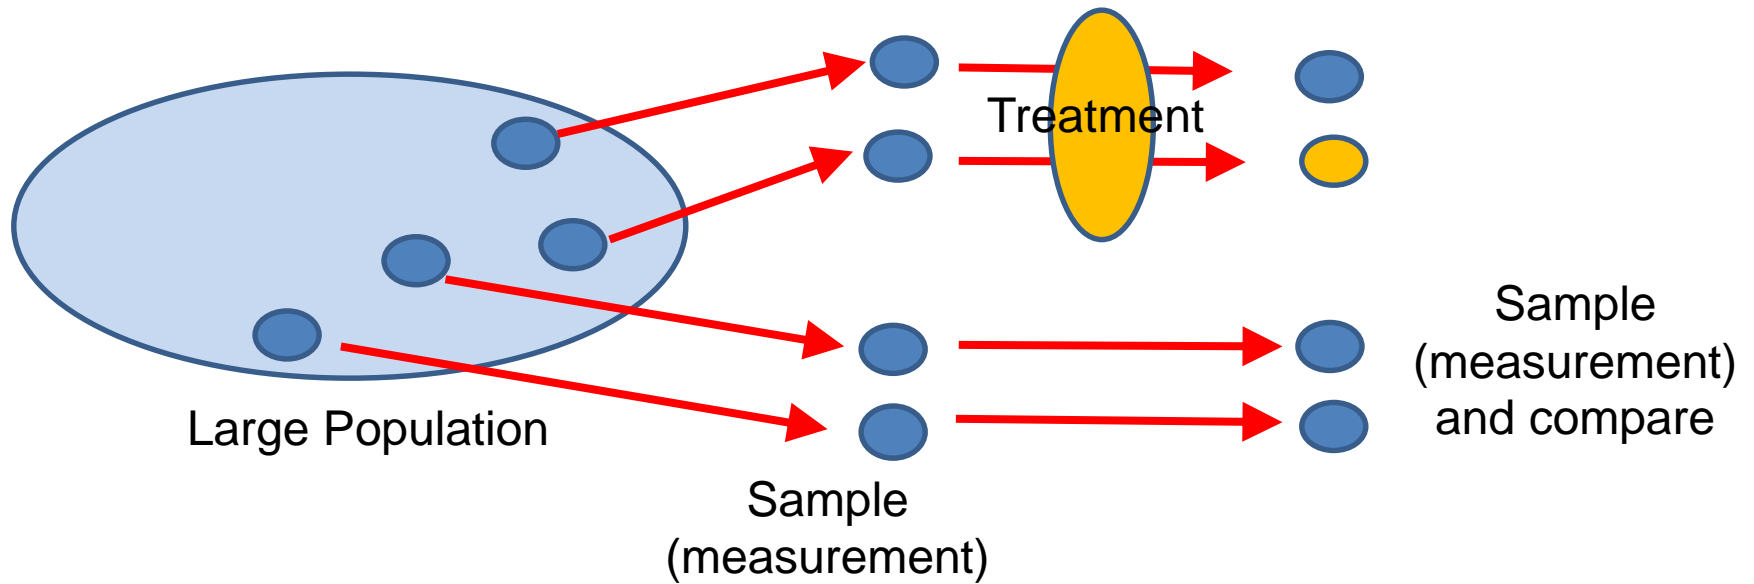 Treatment
Large Population
Sample
(measurement)
Sample
(measurement)
and compare